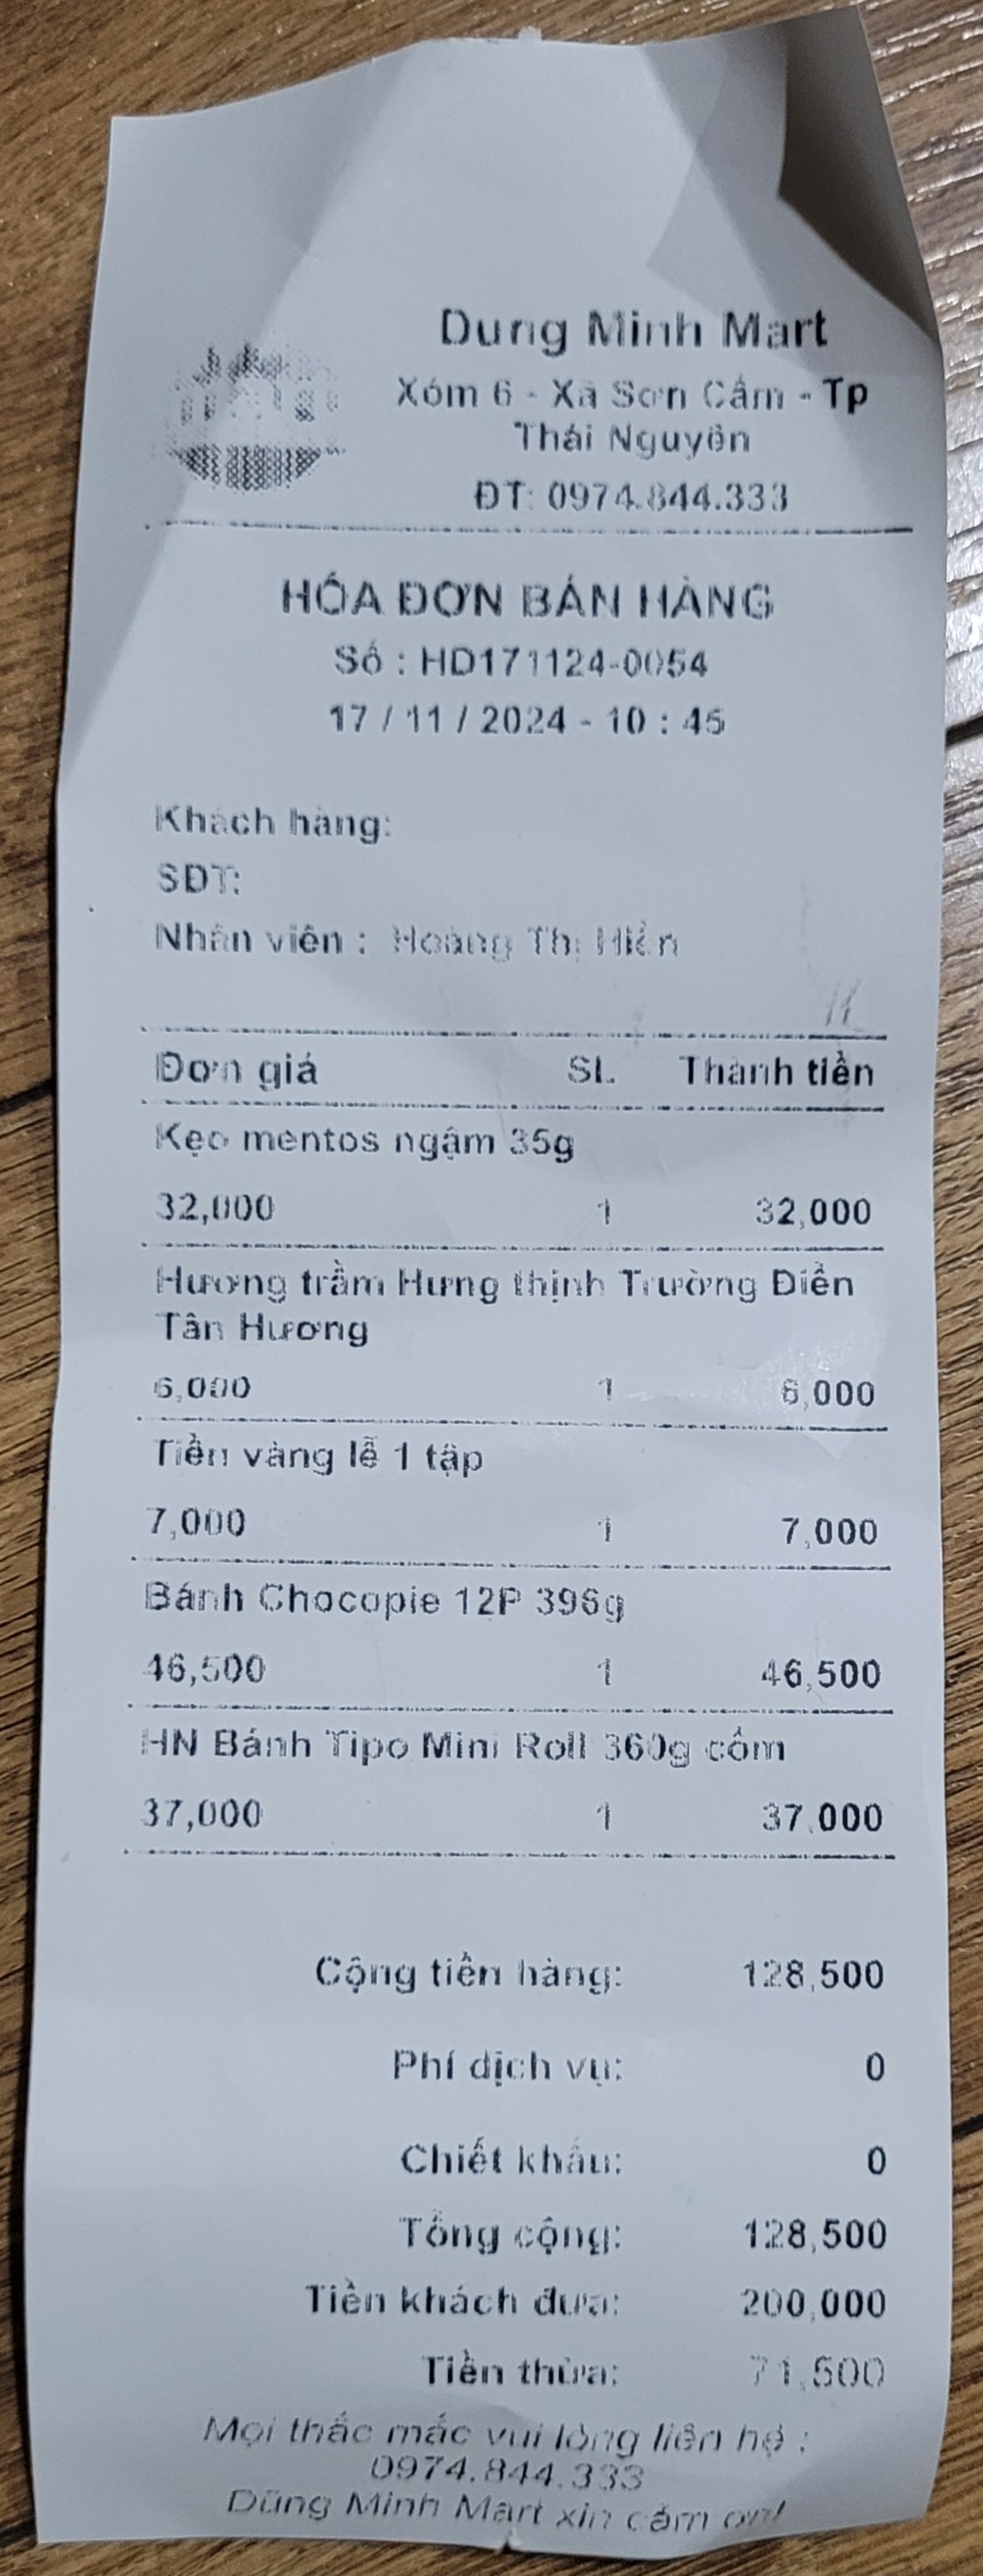 Dung Minh Mart
Xóm 6 - Xã Sơn Cẩm - Tp
Thái Nguyên
ĐT: 0974.844.333
HÓA ĐƠN BÁN HÀNG
Số : HD171124-0054
17 / 11 / 2024 - 10 : 45
Khách hàng:
SĐT:
Nhân viên : Hoàng Thị Hiền
Đơn giá SL Thành tiền
Kẹo mentos ngậm 35g
32,000 1 32,000
Hương trầm Hưng thịnh Trường Điền
Tân Hương
6,000 1 6,000
Tiền vàng lễ 1 tập
7,000 1 7,000
Bánh Chocopie 12P 396g
46,500 1 46,500
HN Bánh Tipo Mini Roll 360g cốm
37,000 1 37,000
Cộng tiền hàng: 128,500
Phí dịch vụ: 0
Chiết khấu: 0
Tổng cộng: 128,500
Tiền khách đưa: 200,000
Tiền thừa: 71,500
Mọi thắc mắc vui lòng liên hệ :
0974.844.333
Dũng Minh Mart xin cảm ơn!